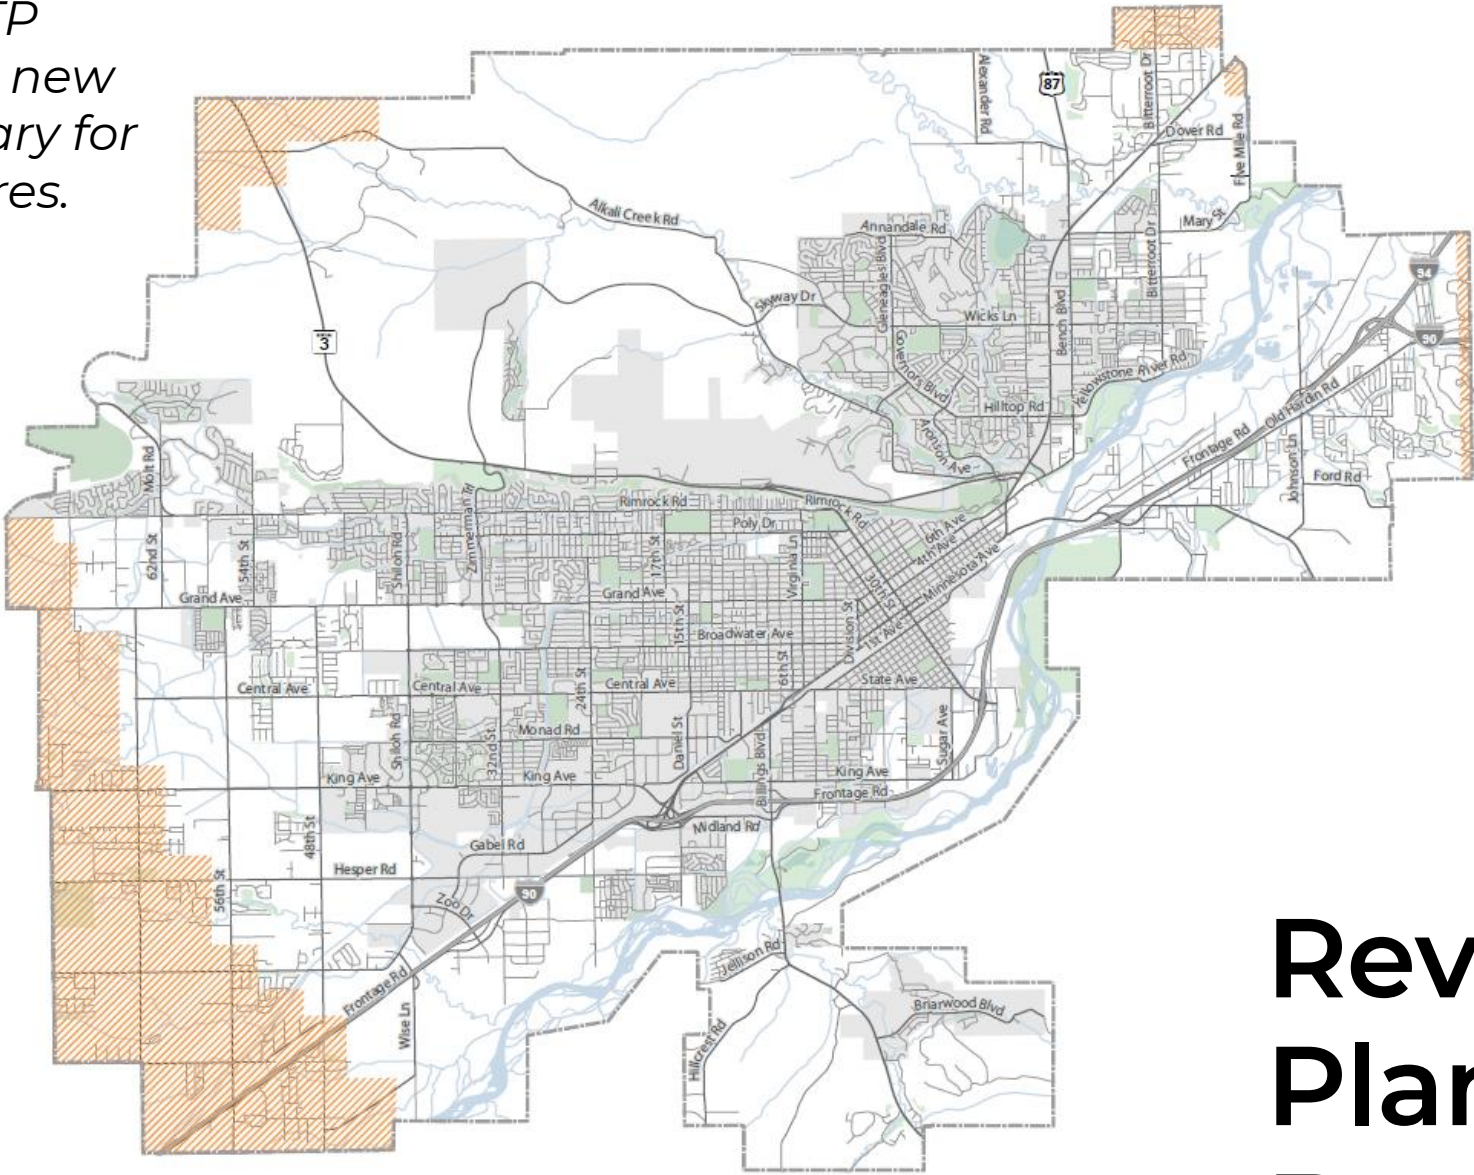 TP
new
ary for
res.
87
Alexander Rd
Bitterroot Dr
Dover Rd
Five Mile Rd
Alkali Creek Rd
Annandale Rd
Mary St
Gleneagles Blvd
Bitterroot Dr
94
Skyway Dr
Wicks Ln
Bench Blvd
90
3
Governors Blvd
Yellowstone River Rd
Hilltop Rd
Old Hardin Rd
Aronson Ave
Frontage Rd
Johnson Ln
Ford Rd
Molt Rd
Zimmerman Trl
Rimrock Rd
Rimrock Rd
Poly Dr
6th Ave
4th Ave
Minnesota Ave
62nd St
54th St
Shiloh Rd
17th St
Virginia Ln
30th St
Grand Ave
Grand Ave
15th St
Broadwater Ave
Division St
1st Ave
6th St
State Ave
Central Ave
Central Ave
24th St
Central Ave
Shiloh Rd
32nd St
Monad Rd
Daniel St
Sugar Ave
King Ave
King Ave
Billings Blvd
King Ave
Frontage Rd
48th St
Midland Rd
Gabel Rd
Hesper Rd
56th St
90
Zoo Dr
Jellison Rd
Frontage Rd
Wise Ln
Briarwood Blvd
Hillcrest Rd
Rev
Plan